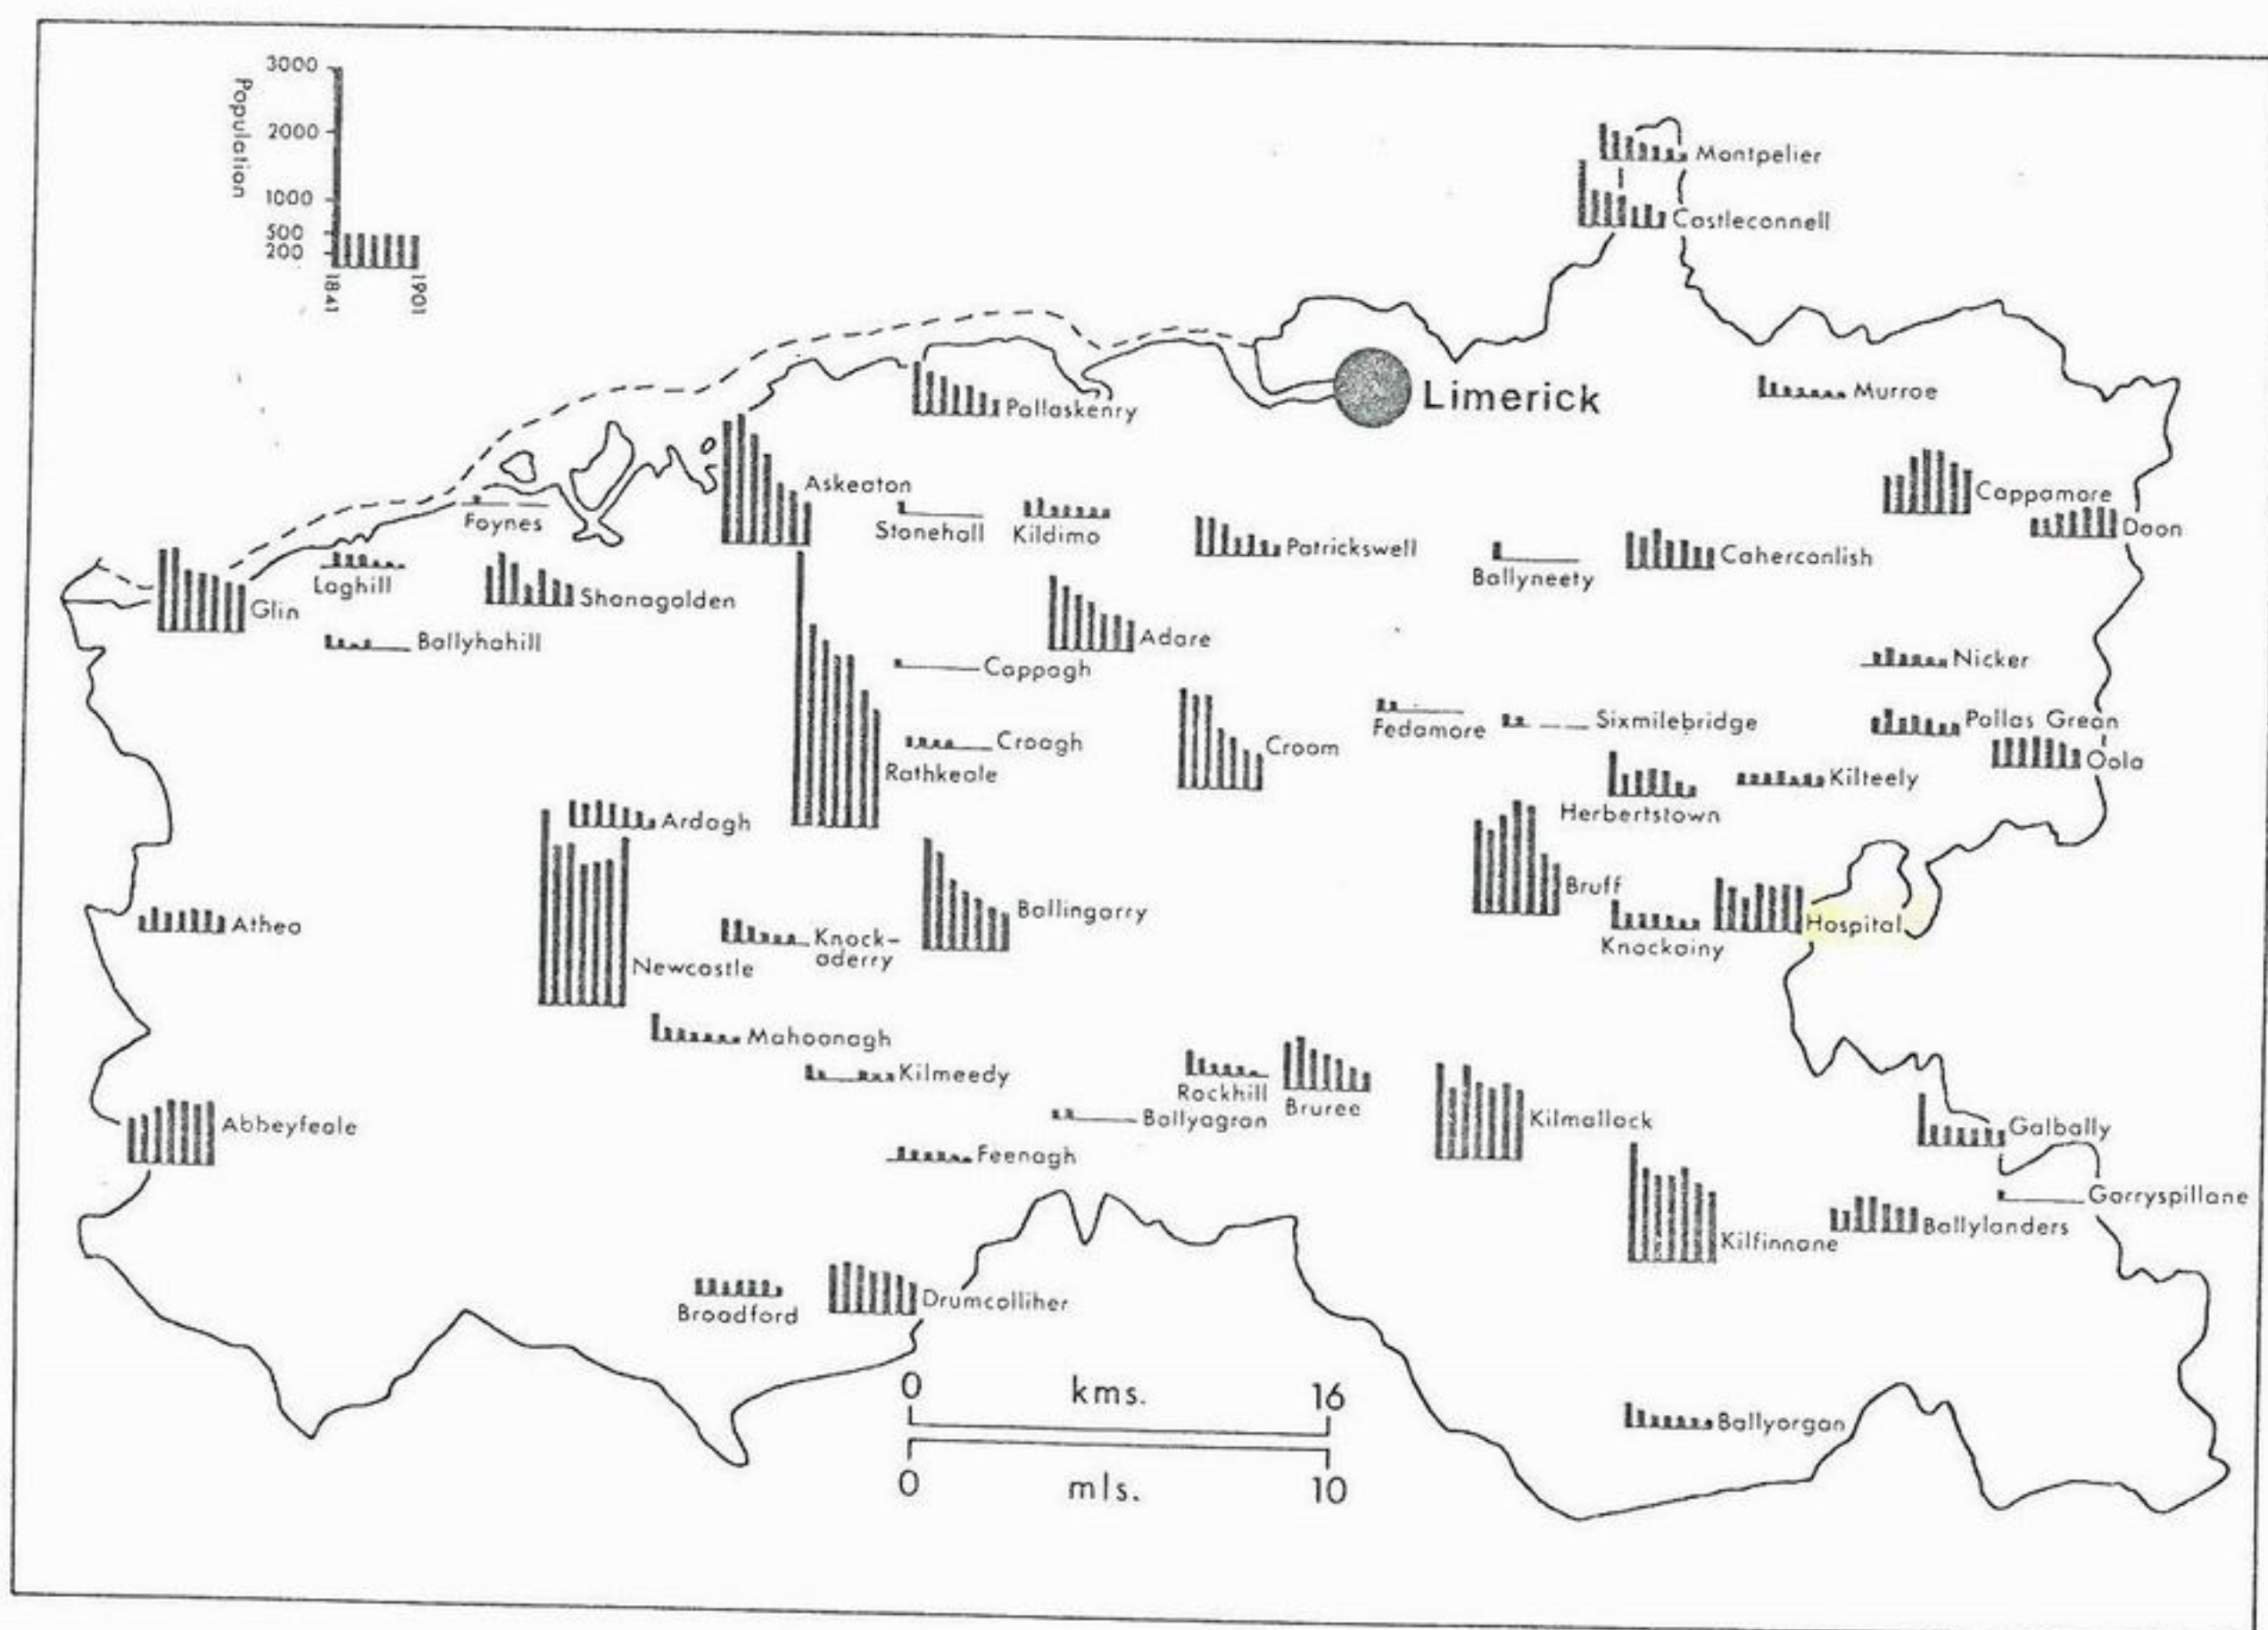 3000
2000
1000
500
200
Population
1841
1901
Montpelier
Castleconnell
Limerick
Murroe
Pallaskenry
Askeaton
Cappamore
Doon
Foynes
Stonehall
Kildimo
Patrickswell
Ballyneety
Caherconlish
Loghill
Shanagolden
Glin
Ballyhahill
Adare
Cappagh
Nicker
Croagh
Rathkeale
Croom
Fedamore
Sixmilebridge
Pallas Grean
Oola
Kilteely
Herbertstown
Ardagh
Bruff
Hospital
Knockainy
Athea
Ballingarry
Knock-
aderry
Newcastle
Mahoonagh
Kilmeedy
Rockhill
Bruree
Ballyagran
Kilmallock
Galbally
Abbeyfeale
Feenagh
Garryspillane
Ballylanders
Kilfinnane
Broadford
Drumcolliher
0 kms. 16
0 mls. 10
Ballyorgan